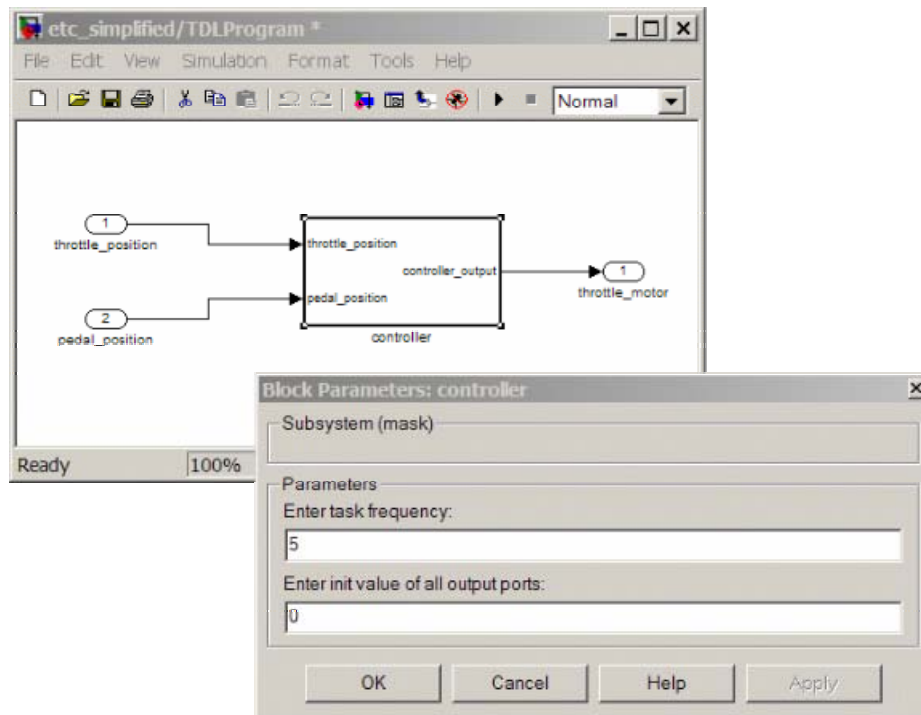 etc_simplified/TDLProgram *
File Edit View Simulation Format Tools Help
Normal
1
throttle_position
throttle_position
controller_output
1
throttle_motor
pedal_position
2
pedal_position
controller
Ready 100%
Block Parameters: controller
Subsystem (mask)
Parameters
Enter task frequency:
5
Enter init value of all output ports:
0
OK Cancel Help Apply